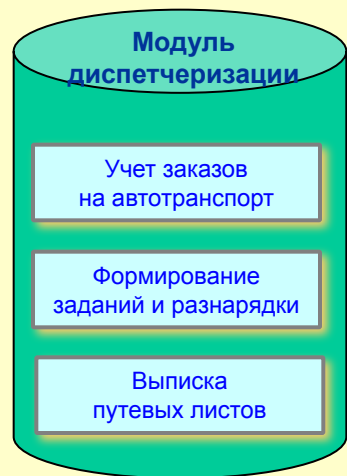 Модуль
диспетчеризации
Учет заказов
на автотранспорт
Формирование
заданий и разнарядки
Выписка
путевых листов